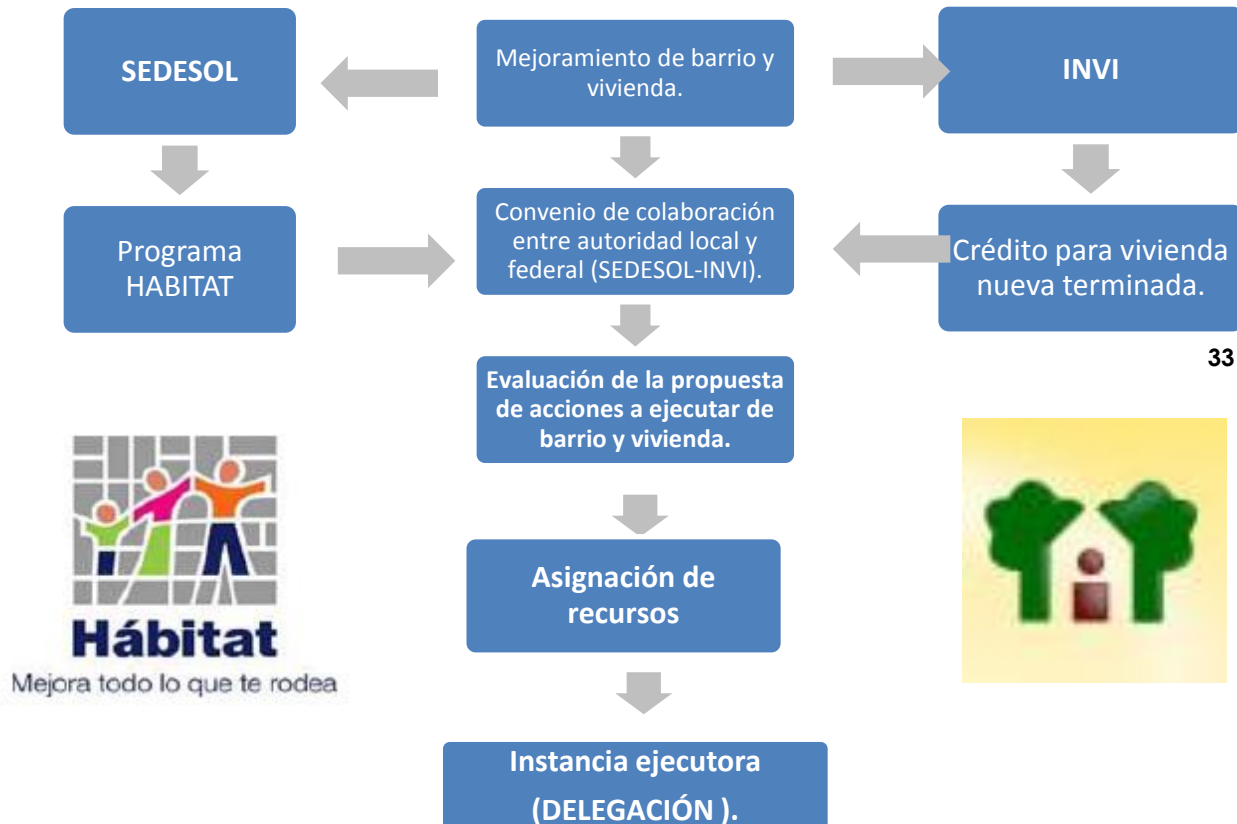 SEDESOL
Mejoramiento de barrio y
vivienda.
INVI
Programa
HABITAT
Convenio de colaboración
entre autoridad local y
federal (SEDESOL-INVI).
Crédito para vivienda
nueva terminada.
33
Evaluación de la propuesta
de acciones a ejecutar de
barrio y vivienda.
Hábitat
Mejora todo lo que te rodea
Asignación de
recursos
Instancia ejecutora
(DELEGACIÓN ).